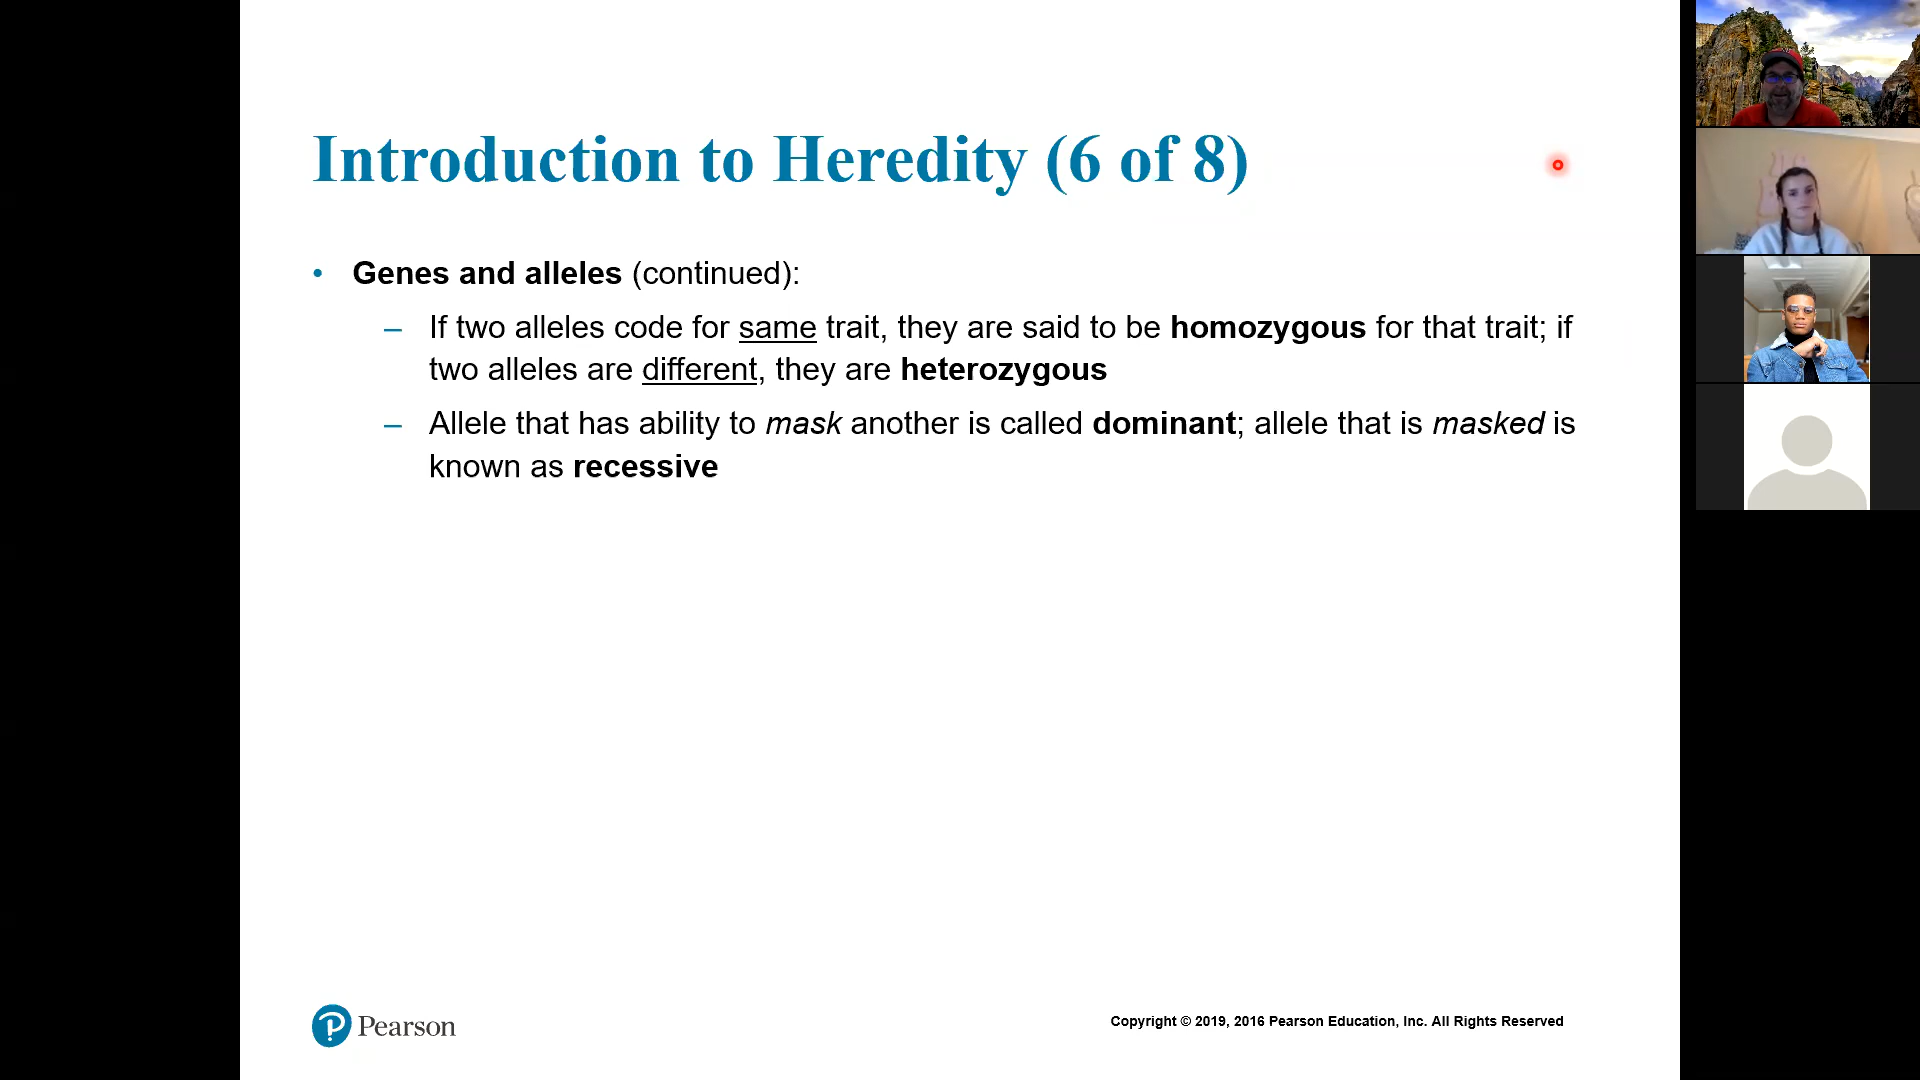 Introduction to Heredity (6 of 8)
• Genes and alleles (continued):
– If two alleles code for same trait, they are said to be homozygous for that trait; if
two alleles are different, they are heterozygous
– Allele that has ability to mask another is called dominant; allele that is masked is
known as recessive
Pearson
Copyright © 2019, 2016 Pearson Education, Inc. All Rights Reserved